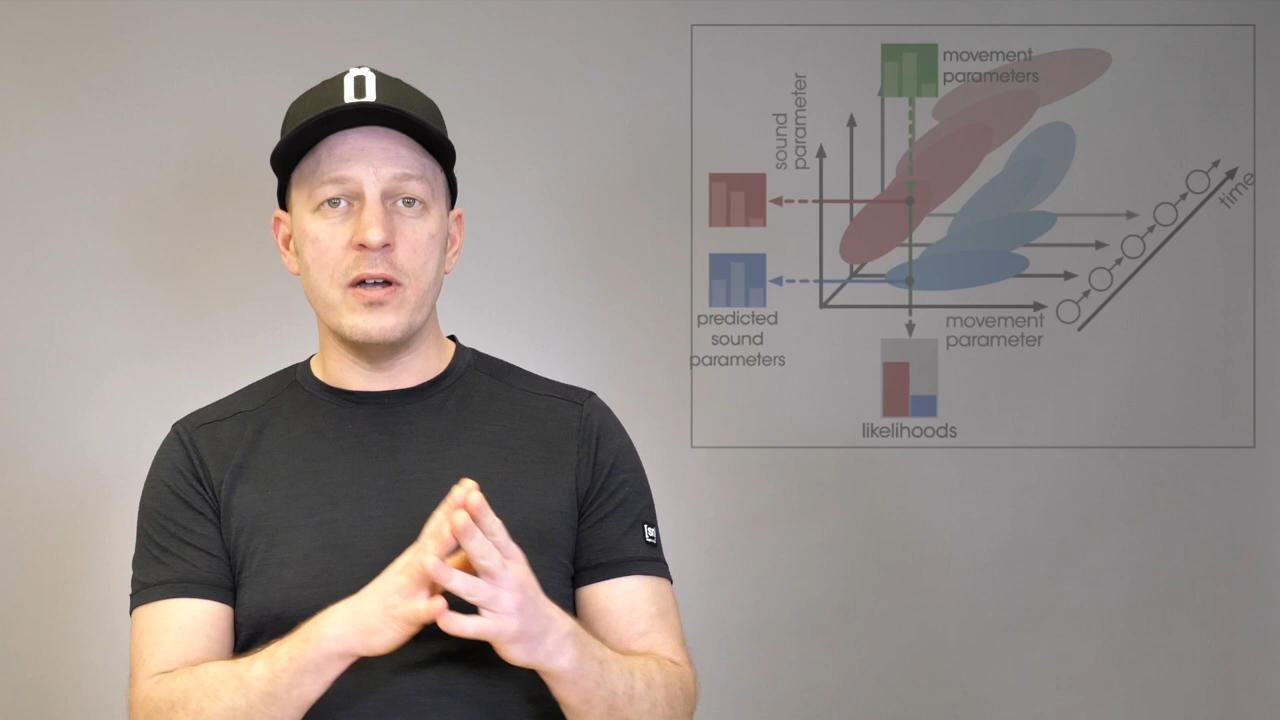 Ö
movement
parameters
sound
parameter
time
predicted
sound
parameters
movement
parameter
likelihoods